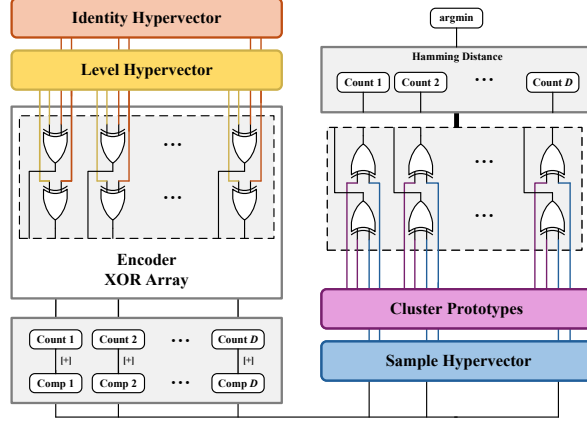 Identity Hypervector
Level Hypervector
...
...
Encoder
XOR Array
Count 1 Count 2 ... Count D
[+] [+] [+]
Comp 1 Comp 2 ... Comp D
argmin
Hamming Distance
Count 1 Count 2 ... Count D
...
...
Cluster Prototypes
Sample Hypervector